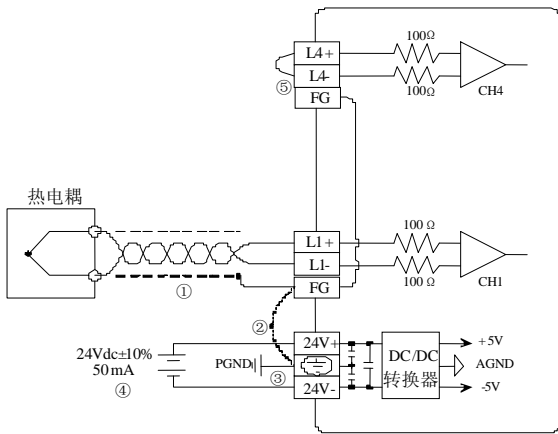 100Ω
L4+
L4-
⑤
FG
100Ω
CH4
热电耦
L1+
L1-
FG
100 Ω
100 Ω
CH1
①
②
24Vdc±10%
50mA
④
PGND
③
24V+
24V-
DC/DC
转换器
+5V
AGND
-5V